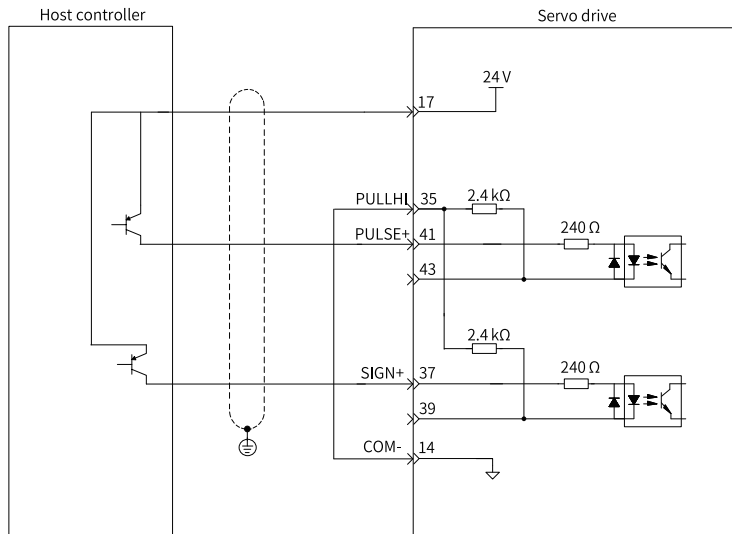 Host controller
Servo drive
24 V
17
PULLHI
35
2.4 kΩ
PULSE+
41
240 Ω
43
2.4 kΩ
SIGN+
37
240 Ω
39
COM-
14